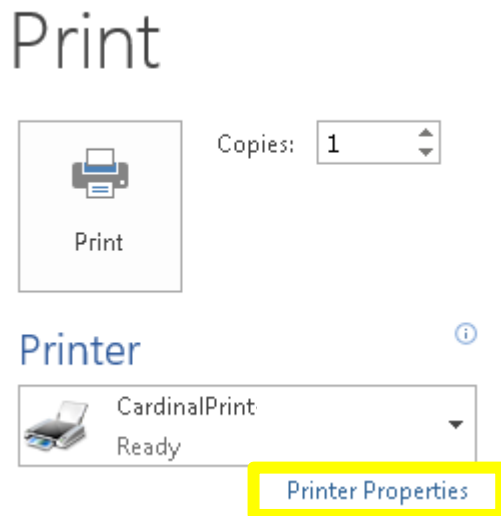 Print
Copies: 1
Print
Printer
CardinalPrint
Ready
Printer Properties